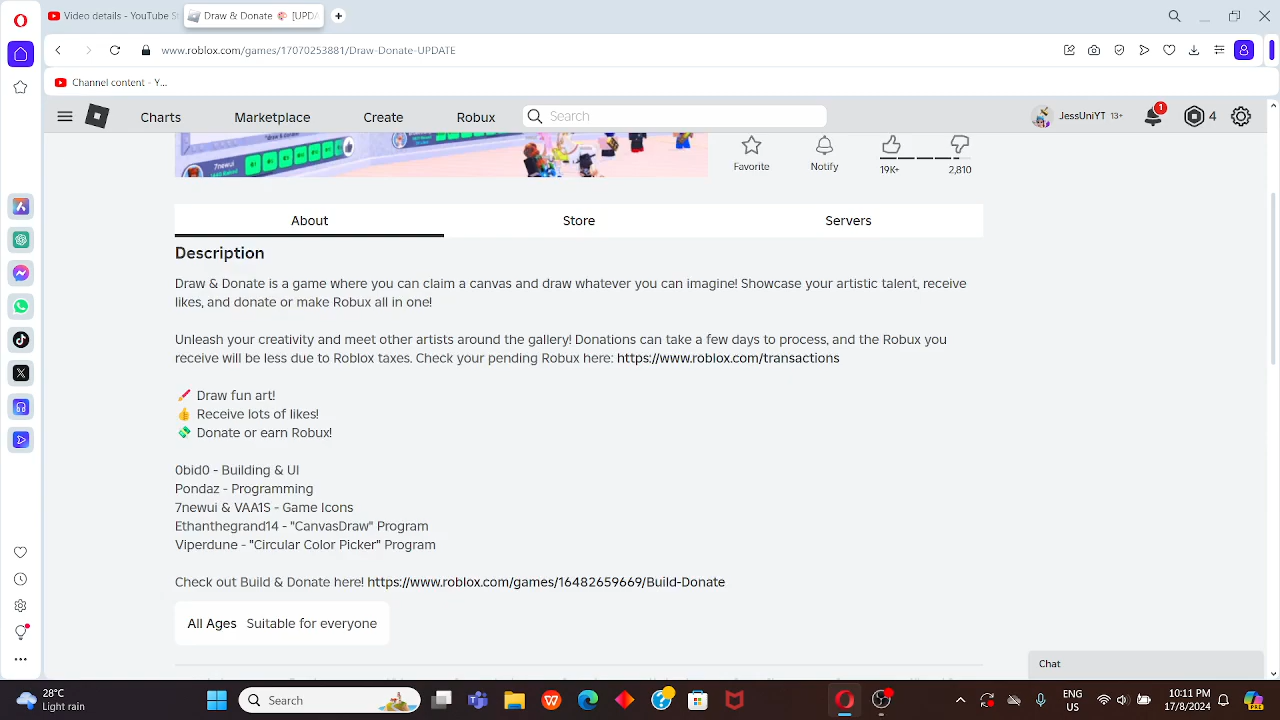 Video details - YouTube S
Draw & Donate 🎨 [UPDA
www.roblox.com/games/17070253881/Draw-Donate-UPDATE
Channel content - Y...
Charts
Marketplace
Create
Robux
Search
JessUniYT 13+
1
4
7newui
Favorite
Notify
19K+
2,810
About
Store
Servers
Description
Draw & Donate is a game where you can claim a canvas and draw whatever you can imagine! Showcase your artistic talent, receive
likes, and donate or make Robux all in one!
Unleash your creativity and meet other artists around the gallery! Donations can take a few days to process, and the Robux you
receive will be less due to Roblox taxes. Check your pending Robux here: https://www.roblox.com/transactions
🖌️ Draw fun art!
👍 Receive lots of likes!
💸 Donate or earn Robux!
0bid0 - Building & UI
Pondaz - Programming
7newui & VAA1S - Game Icons
Ethanthegrand14 - "CanvasDraw" Program
Viperdune - "Circular Color Picker" Program
Check out Build & Donate here! https://www.roblox.com/games/16482659669/Build-Donate
All Ages Suitable for everyone
Chat
28°C
Light rain
Search
ENG
US
10:11 PM
17/8/2024